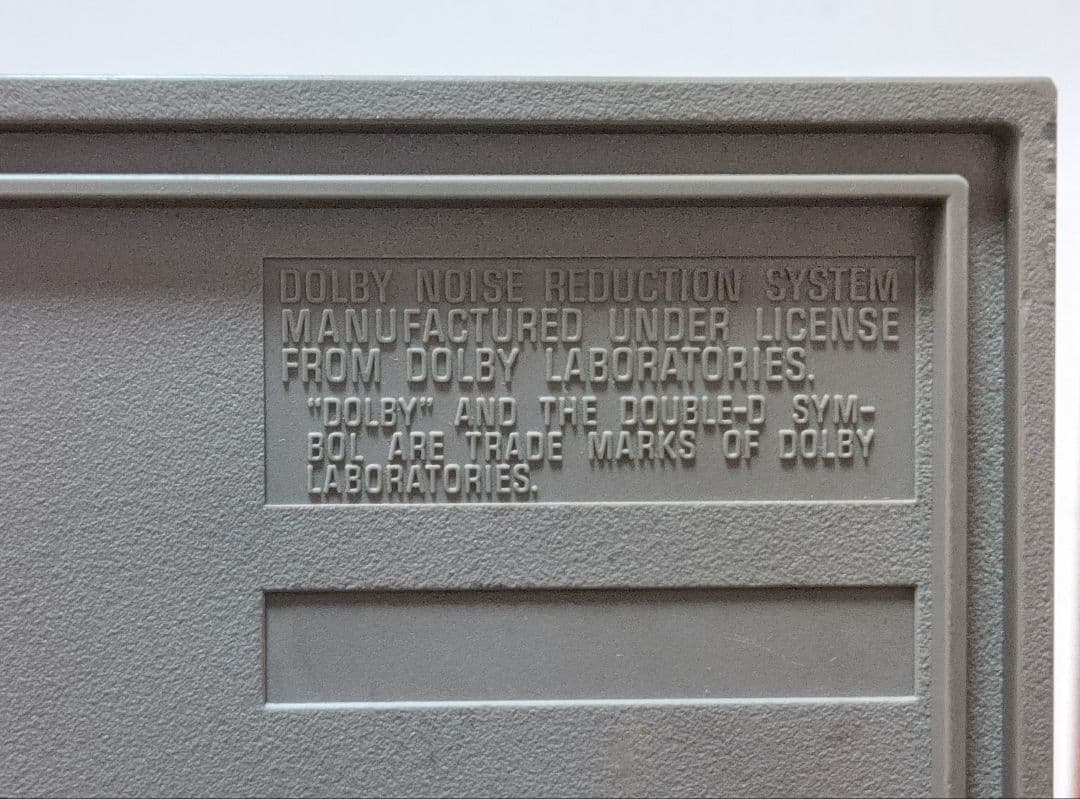 DOLBY NOISE REDUCTION SYSTEM
MANUFACTURED UNDER LICENSE
FROM DOLBY LABORATORIES.
"DOLBY" AND THE DOUBLE-D SYM-
BOL ARE TRADE MARKS OF DOLBY
LABORATORIES.